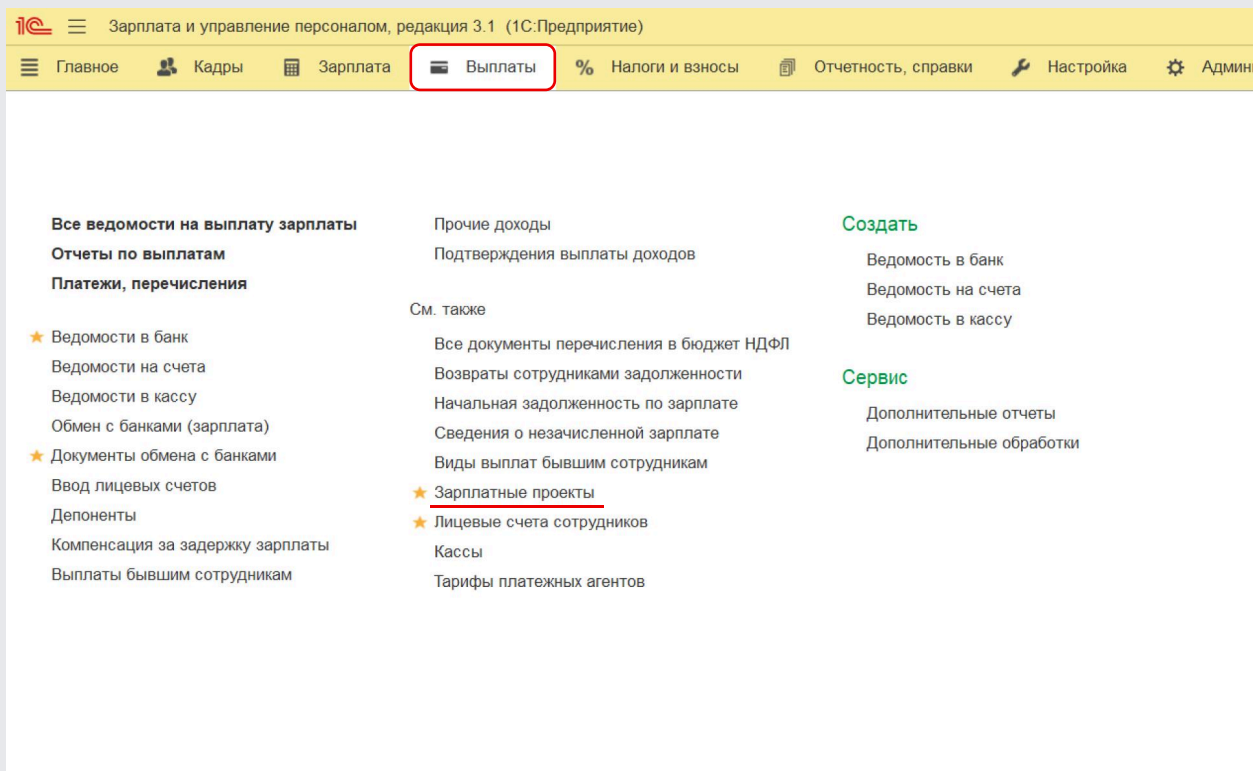 1С Зарплата и управление персоналом, редакция 3.1 (1С:Предприятие)
Главное Кадры Зарплата Выплаты % Налоги и взносы Отчетность, справки Настройка Админи
Все ведомости на выплату зарплаты
Отчеты по выплатам
Платежи, перечисления
Ведомости в банк
Ведомости на счета
Ведомости в кассу
Обмен с банками (зарплата)
Документы обмена с банками
Ввод лицевых счетов
Депоненты
Компенсация за задержку зарплаты
Выплаты бывшим сотрудникам
Прочие доходы
Подтверждения выплаты доходов
См. также
Все документы перечисления в бюджет НДФЛ
Возвраты сотрудниками задолженности
Начальная задолженность по зарплате
Сведения о незачисленной зарплате
Виды выплат бывшим сотрудникам
Зарплатные проекты
Лицевые счета сотрудников
Кассы
Тарифы платежных агентов
Создать
Ведомость в банк
Ведомость на счета
Ведомость в кассу
Сервис
Дополнительные отчеты
Дополнительные обработки